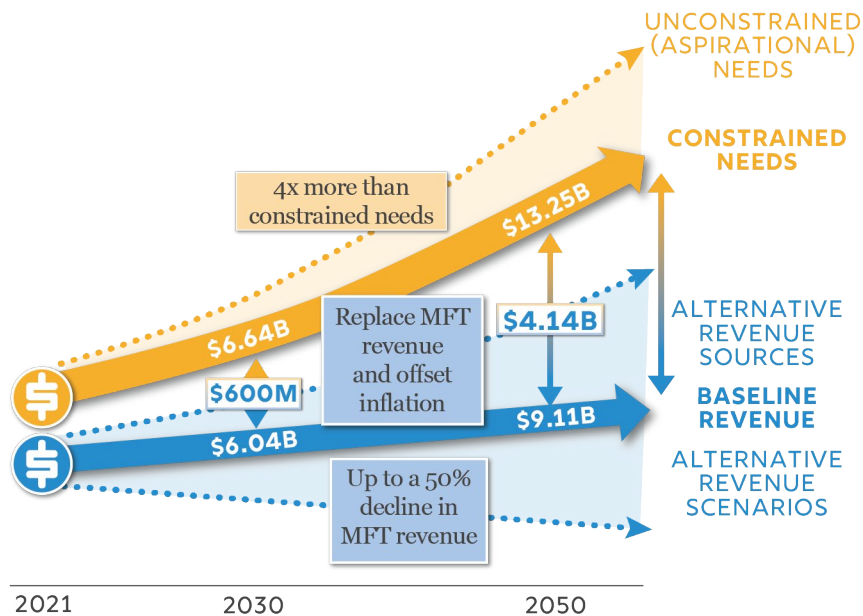 UNCONSTRAINED
(ASPIRATIONAL)
NEEDS
CONSTRAINED
NEEDS
4x more than
constrained needs
$13.25B
$6.64B
Replace MFT
revenue
and offset
inflation
$4.14B
ALTERNATIVE
REVENUE
SOURCES
$600M
BASELINE
REVENUE
$9.11B
$6.04B
$
$
Up to a 50%
decline in
MFT revenue
ALTERNATIVE
REVENUE
SCENARIOS
2021
2030
2050